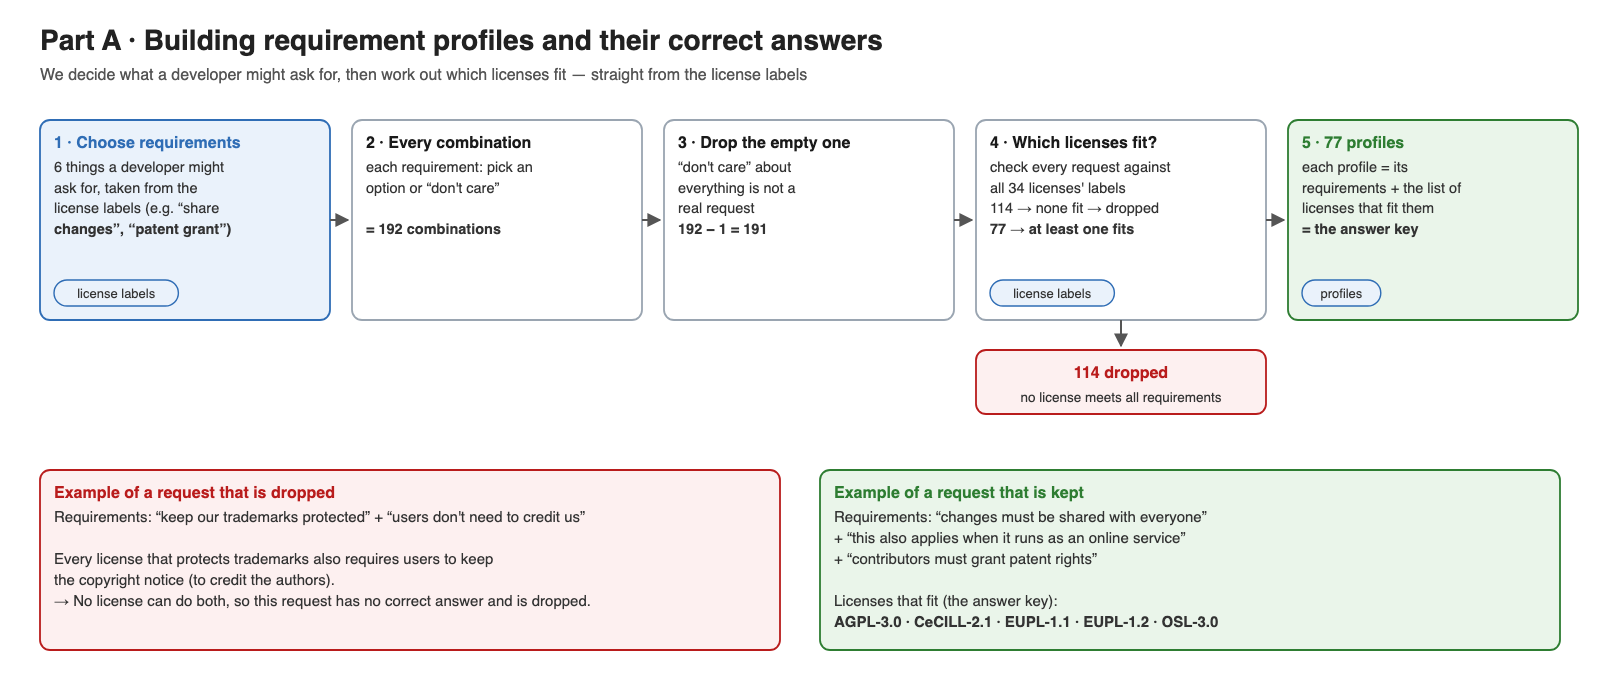 Part A · Building requirement profiles and their correct answers
We decide what a developer might ask for, then work out which licenses fit — straight from the license labels
1 · Choose requirements
6 things a developer might
ask for, taken from the
license labels (e.g. “share
changes”, “patent grant”)
license labels
2 · Every combination
each requirement: pick an
option or “don't care”
= 192 combinations
3 · Drop the empty one
“don't care” about
everything is not a
real request
192 – 1 = 191
4 · Which licenses fit?
check every request against
all 34 licenses' labels
114 → none fit → dropped
77 → at least one fits
license labels
5 · 77 profiles
each profile = its
requirements + the list of
licenses that fit them
= the answer key
profiles
114 dropped
no license meets all requirements
Example of a request that is dropped
Requirements: “keep our trademarks protected” + “users don't need to credit us”
Every license that protects trademarks also requires users to keep
the copyright notice (to credit the authors).
→ No license can do both, so this request has no correct answer and is dropped.
Example of a request that is kept
Requirements: “changes must be shared with everyone”
+ “this also applies when it runs as an online service”
+ “contributors must grant patent rights”
Licenses that fit (the answer key):
AGPL-3.0 · CeCILL-2.1 · EUPL-1.1 · EUPL-1.2 · OSL-3.0